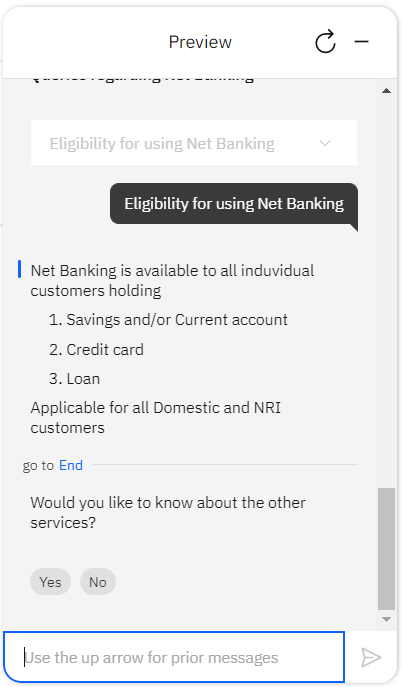 Preview
Queries regarding Net Banking
Eligibility for using Net Banking
Eligibility for using Net Banking
Net Banking is available to all induvidual
customers holding
1. Savings and/or Current account
2. Credit card
3. Loan
Applicable for all Domestic and NRI
customers
go to End
Would you like to know about the other
services?
Yes No
Use the up arrow for prior messages